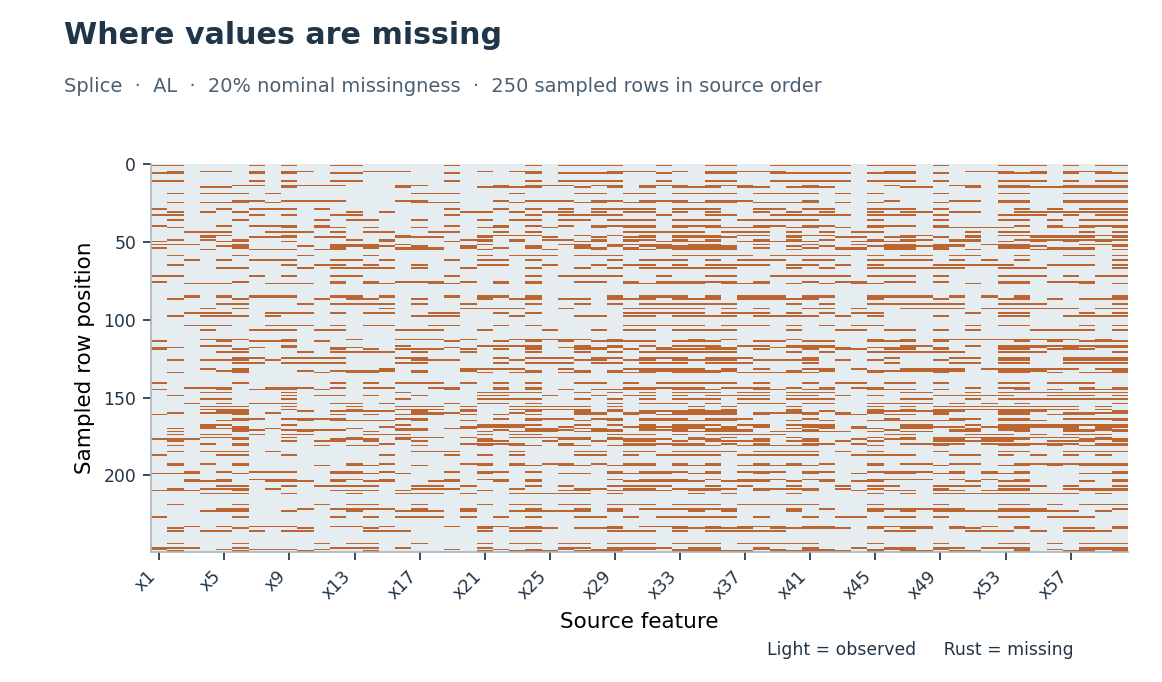 Where values are missing
Splice · AL · 20% nominal missingness · 250 sampled rows in source order
0
50
100
150
200
Sampled row position
x1 x5 x9 x13 x17 x21 x25 x29 x33 x37 x41 x45 x49 x53 x57
Source feature
Light = observed Rust = missing